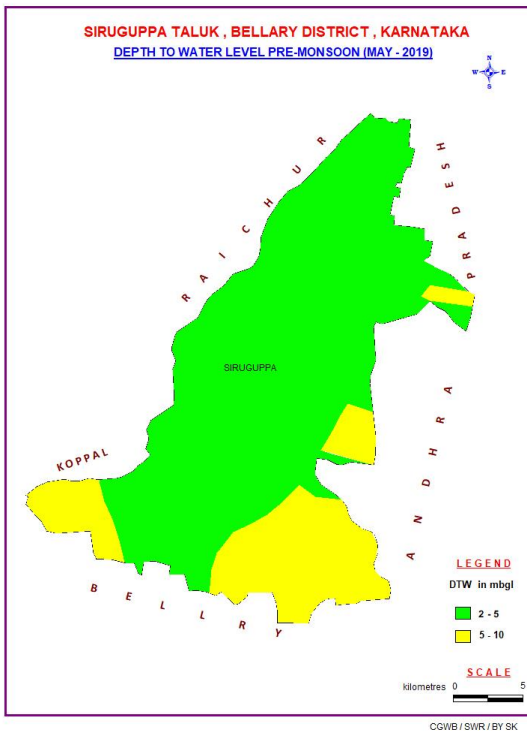 SIRUGUPPA TALUK , BELLARY DISTRICT , KARNATAKA
DEPTH TO WATER LEVEL PRE-MONSOON (MAY - 2019)
N
W E
S
RAICHUR
PRADESH
SIRUGUPPA
ANDHRA
KOPPAL
BELLRY
LEGEND
DTW in mbgl
2 - 5
5 - 10
SCALE
kilometres 0 5
CGWB / SWR / BY SK